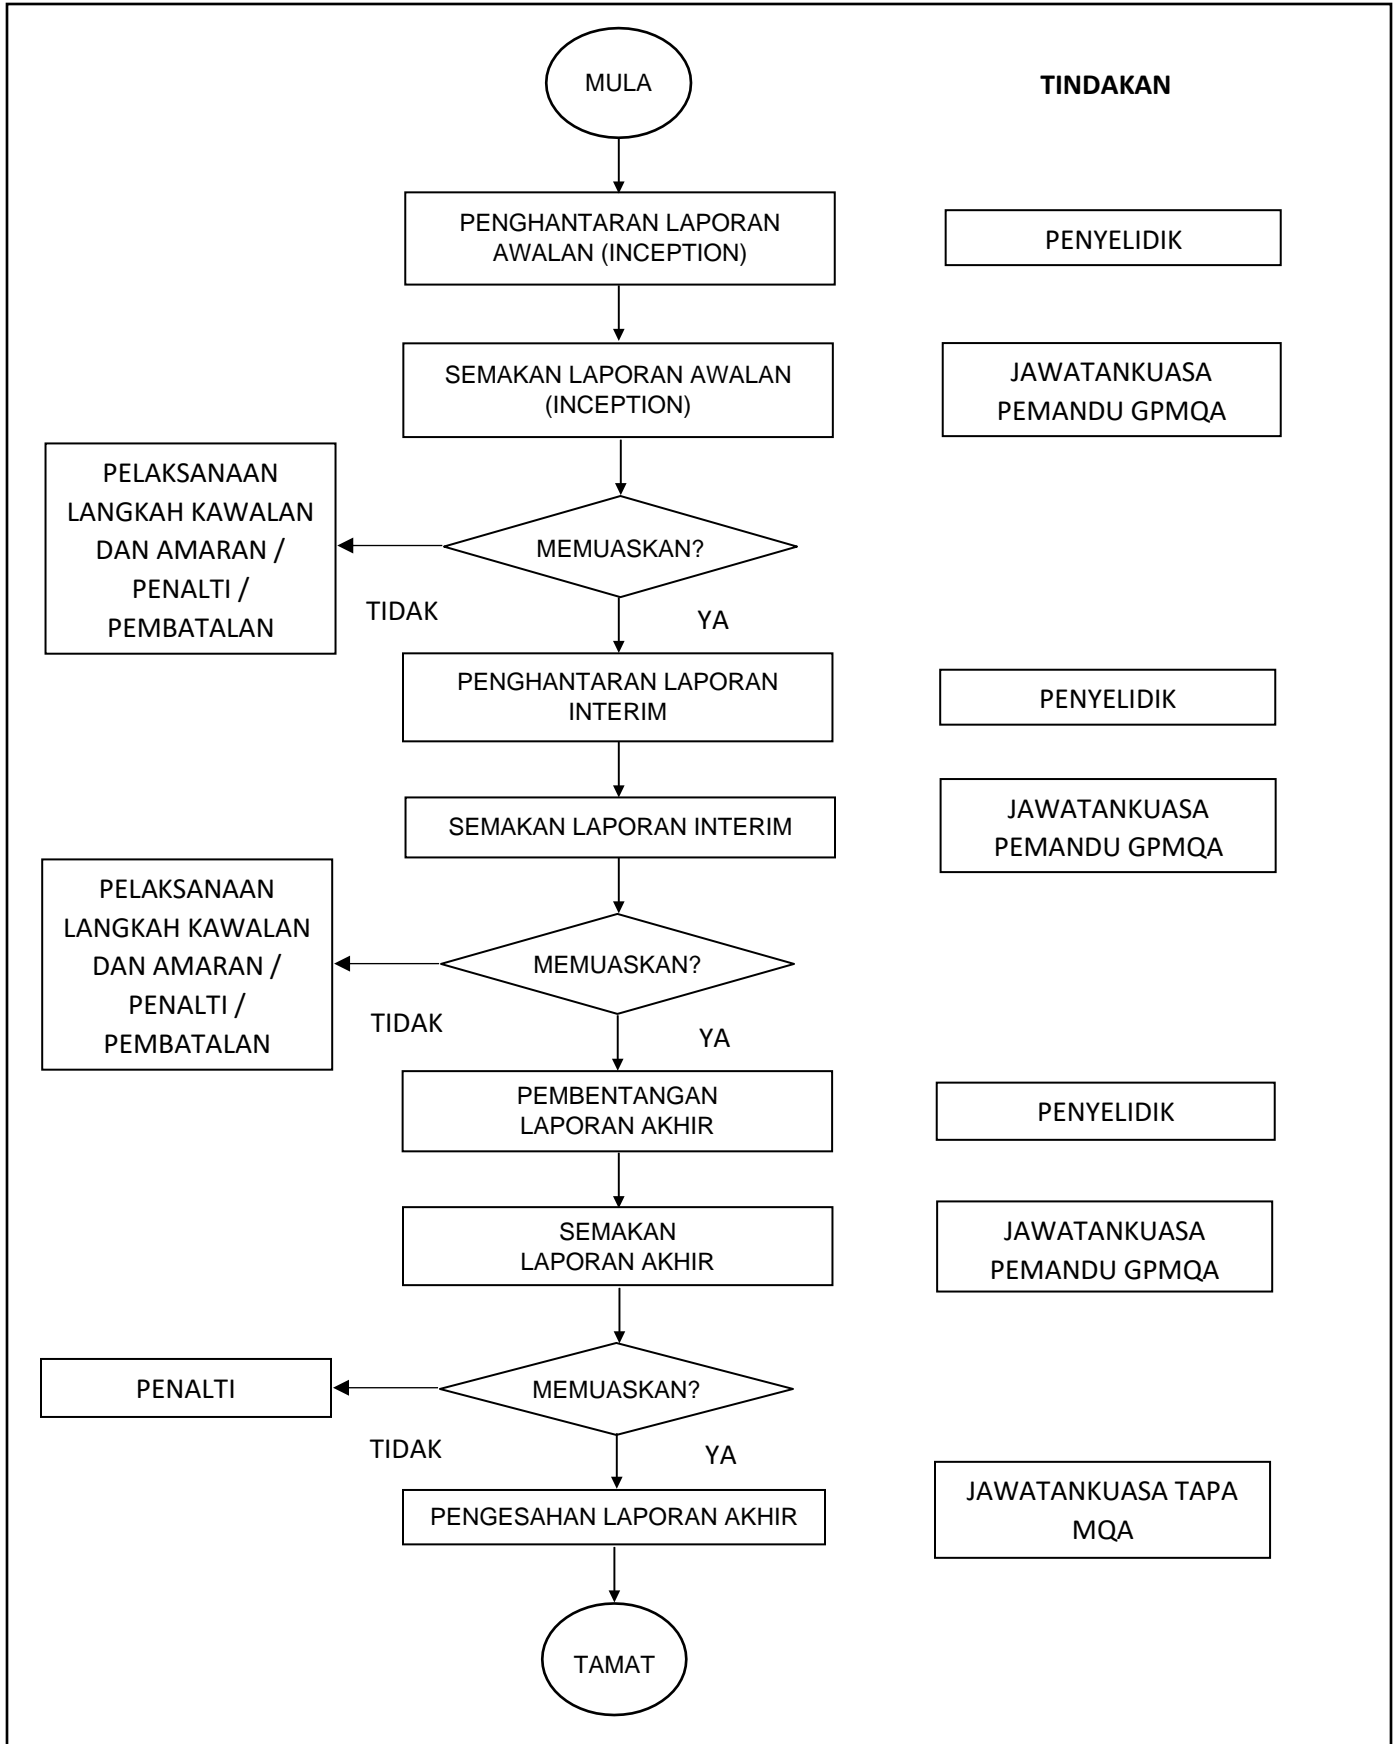 MULA
TINDAKAN
PENGHANTARAN LAPORAN
AWALAN (INCEPTION)
PENYELIDIK
SEMAKAN LAPORAN AWALAN
(INCEPTION)
JAWATANKUASA
PEMANDU GPMQA
PELAKSANAAN
LANGKAH KAWALAN
DAN AMARAN /
PENALTI /
PEMBATALAN
MEMUASKAN?
TIDAK
YA
PENGHANTARAN LAPORAN
INTERIM
PENYELIDIK
SEMAKAN LAPORAN INTERIM
JAWATANKUASA
PEMANDU GPMQA
PELAKSANAAN
LANGKAH KAWALAN
DAN AMARAN /
PENALTI /
PEMBATALAN
MEMUASKAN?
TIDAK
YA
PEMBENTANGAN
LAPORAN AKHIR
PENYELIDIK
SEMAKAN
LAPORAN AKHIR
JAWATANKUASA
PEMANDU GPMQA
PENALTI
MEMUASKAN?
TIDAK
YA
PENGESAHAN LAPORAN AKHIR
JAWATANKUASA TAPA
MQA
TAMAT